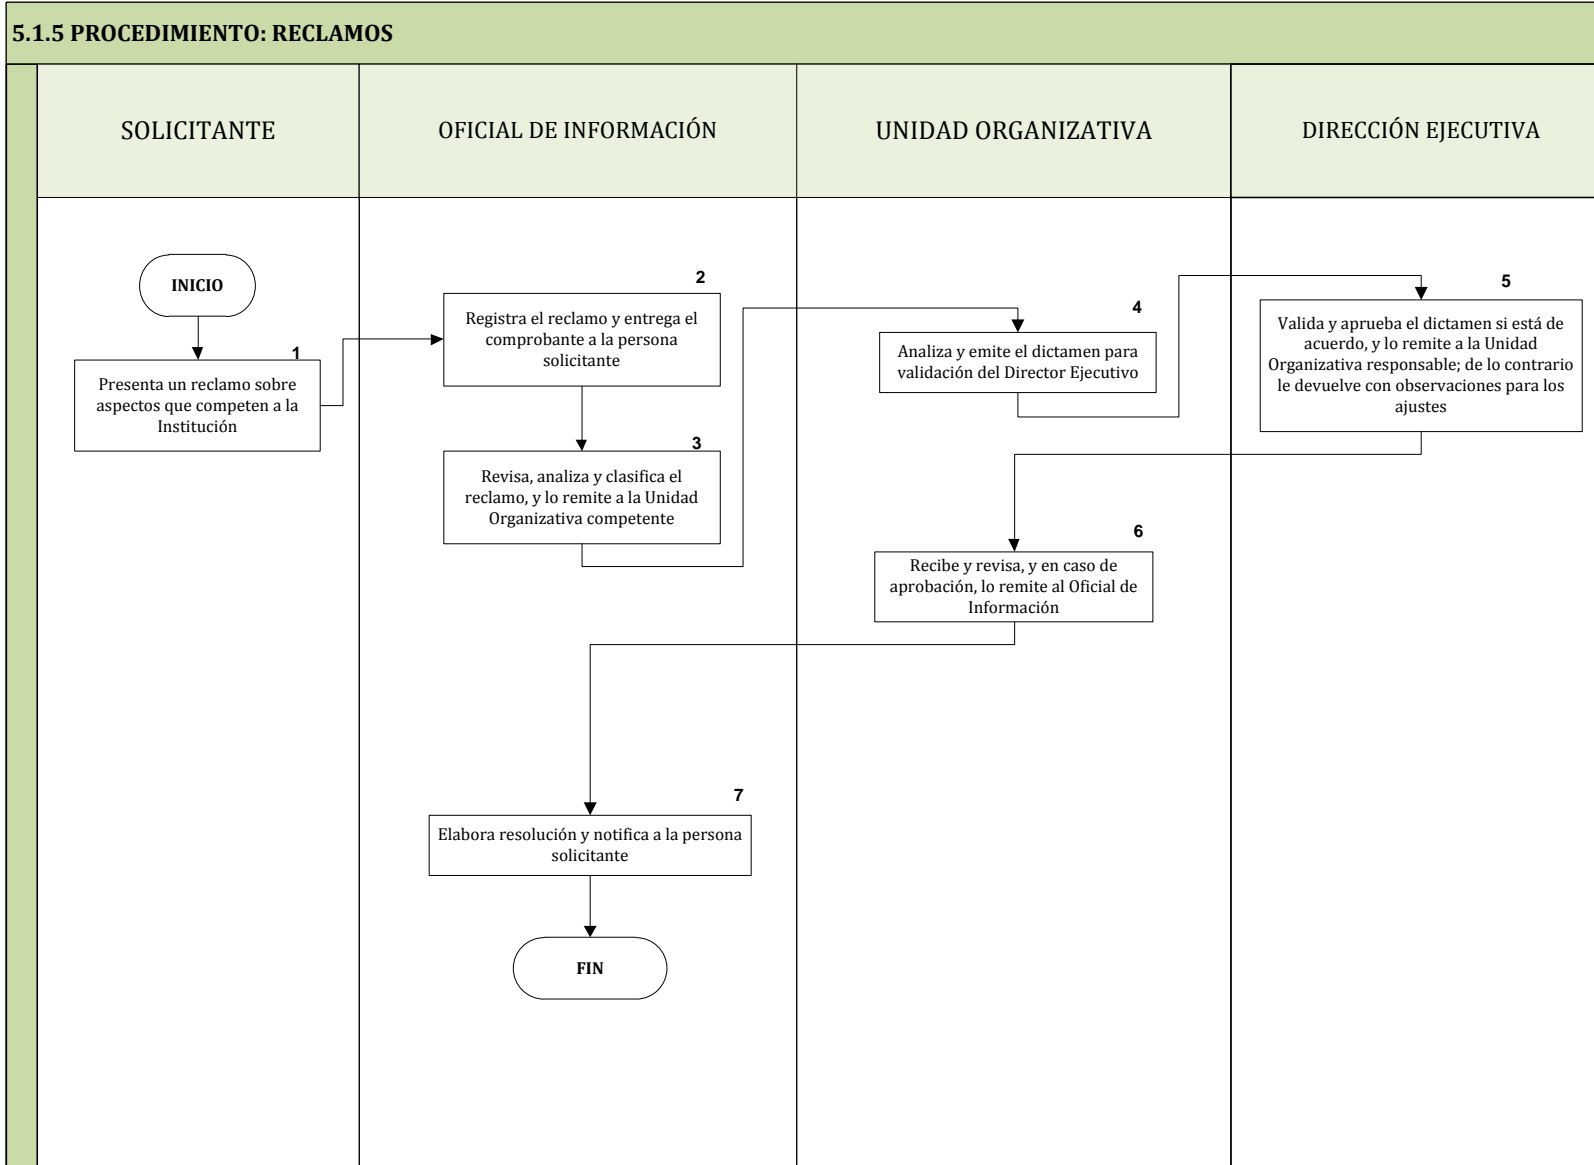 5.1.5 PROCEDIMIENTO: RECLAMOS
SOLICITANTE
OFICIAL DE INFORMACIÓN
UNIDAD ORGANIZATIVA
DIRECCIÓN EJECUTIVA
INICIO
1
Presenta un reclamo sobre
aspectos que competen a la
Institución
2
Registra el reclamo y entrega el
comprobante a la persona
solicitante
3
Revisa, analiza y clasifica el
reclamo, y lo remite a la Unidad
Organizativa competente
4
Analiza y emite el dictamen para
validación del Director Ejecutivo
5
Valida y aprueba el dictamen si está de
acuerdo, y lo remite a la Unidad
Organizativa responsable; de lo contrario
le devuelve con observaciones para los
ajustes
6
Recibe y revisa, y en caso de
aprobación, lo remite al Oficial de
Información
7
Elabora resolución y notifica a la persona
solicitante
FIN